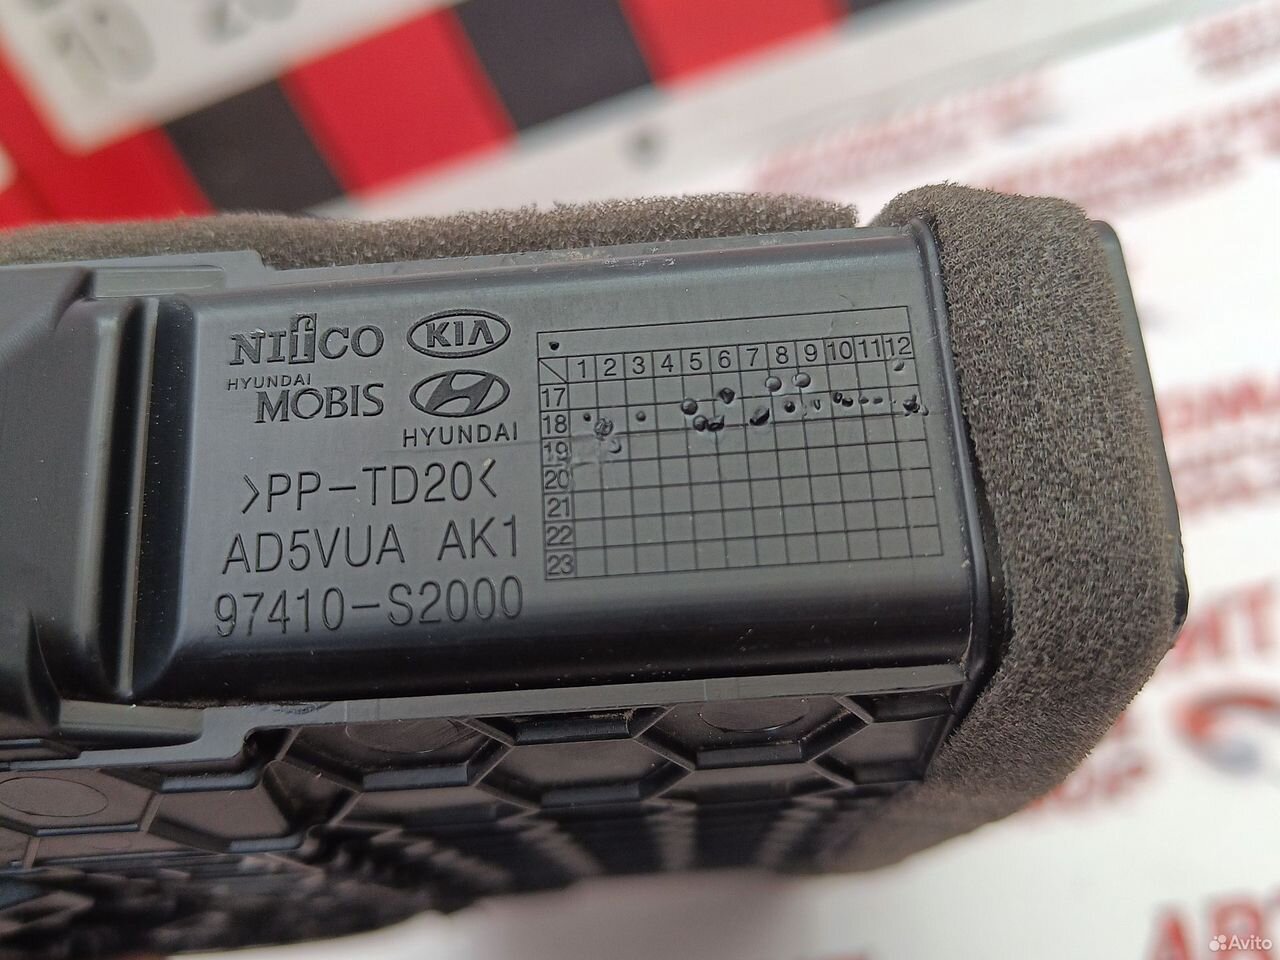 NIfCO
KIA
HYUNDAI
MOBIS
HYUNDAI
>PP-TD20<
AD5VUA AK1
97410-S2000
1 2 3 4 5 6 7 8 9 10 11 12
17
18
19
20
21
22
23
Avito